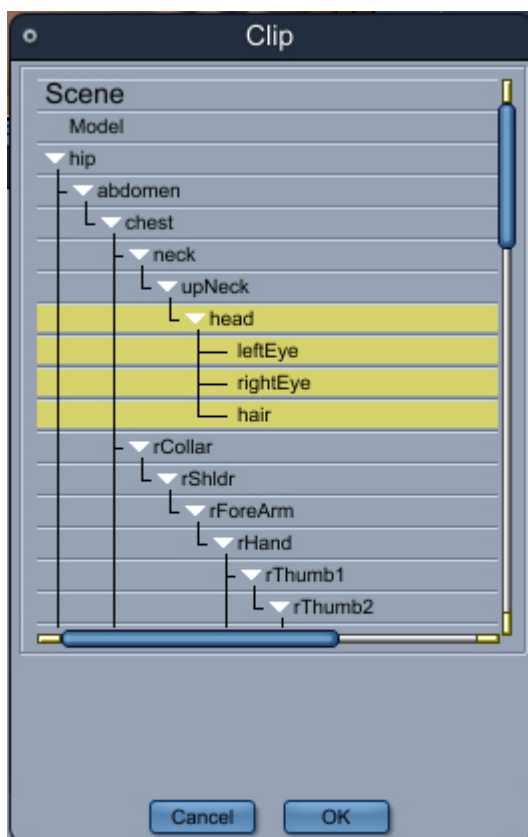 Clip
Scene
Model
hip
abdomen
chest
neck
upNeck
head
leftEye
rightEye
hair
rCollar
rShldr
rForeArm
rHand
rThumb1
rThumb2
Cancel OK